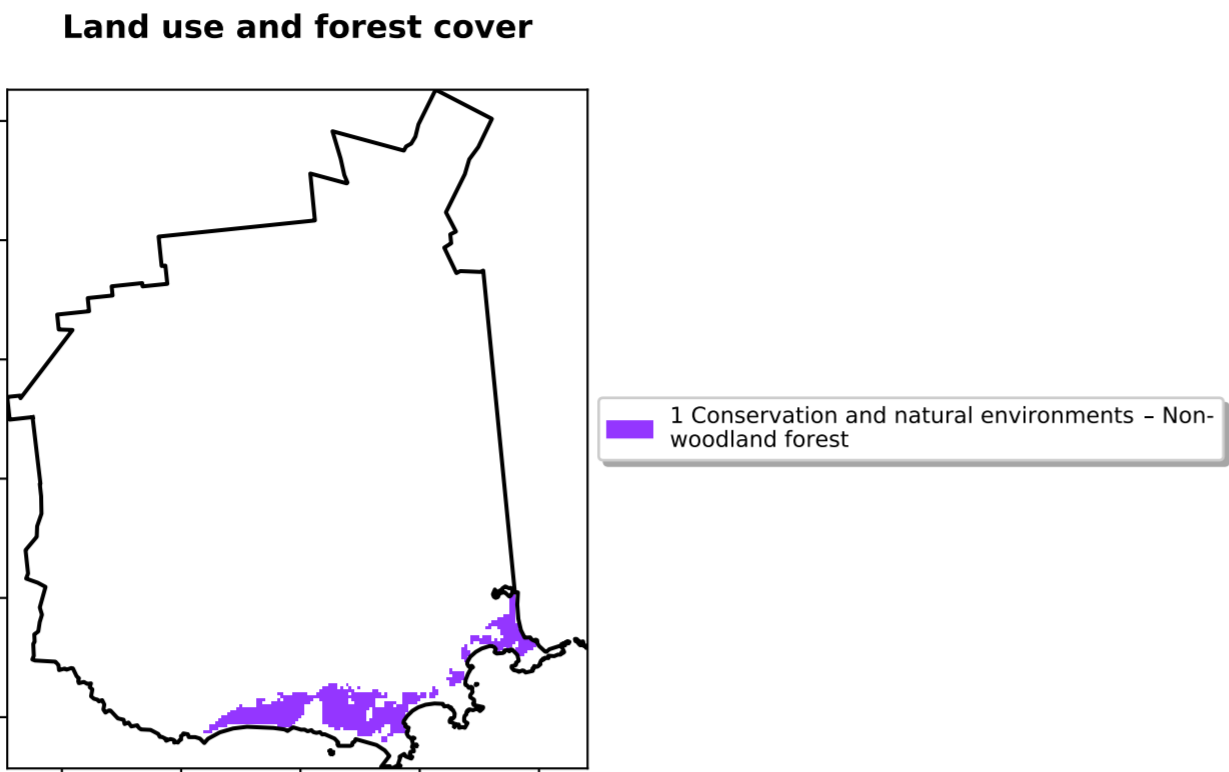 Land use and forest cover
1 Conservation and natural environments – Non-
woodland forest